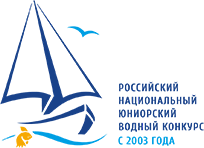 РОССИЙСКИЙ
НАЦИОНАЛЬНЫЙ
ЮНИОРСКИЙ
ВОДНЫЙ КОНКУРС
С 2003 ГОДА